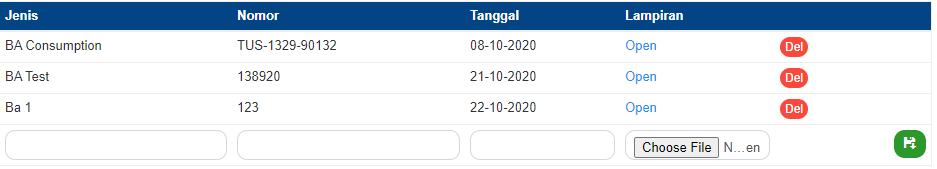 Jenis Nomor Tanggal Lampiran
BA Consumption TUS-1329-90132 08-10-2020 Open Del
BA Test 138920 21-10-2020 Open Del
Ba 1 123 22-10-2020 Open Del
Choose File N...en